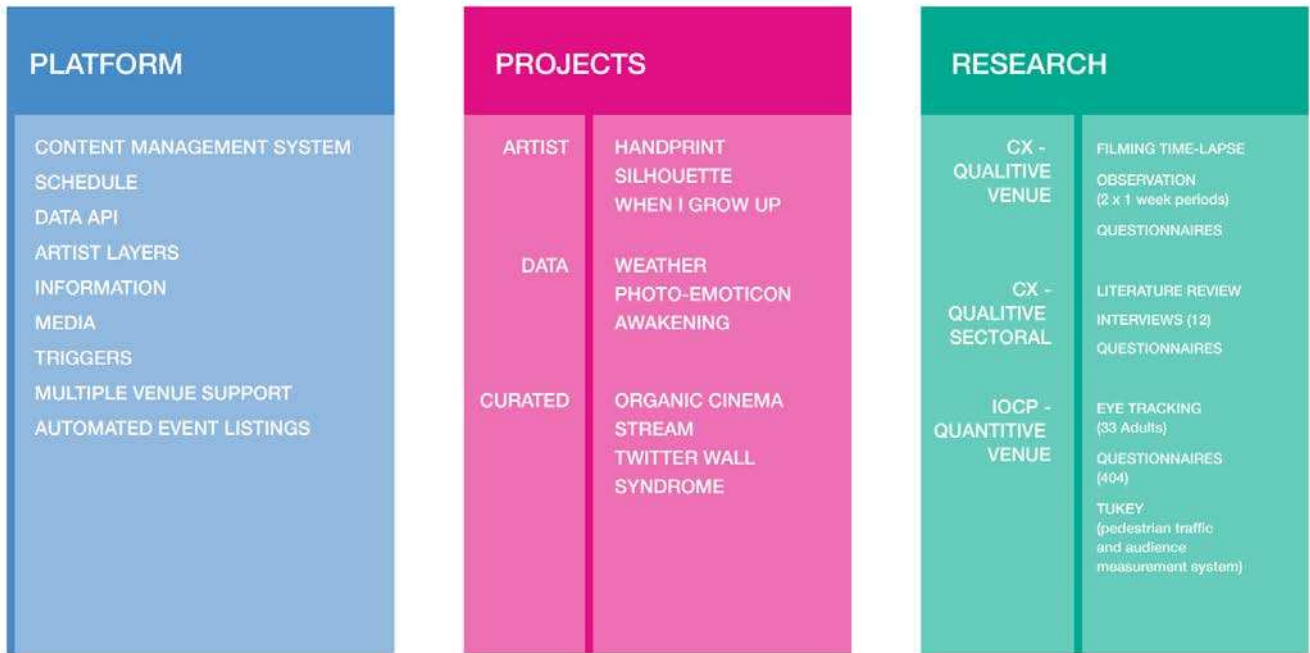 PLATFORM
CONTENT MANAGEMENT SYSTEM
SCHEDULE
DATA API
ARTIST LAYERS
INFORMATION
MEDIA
TRIGGERS
MULTIPLE VENUE SUPPORT
AUTOMATED EVENT LISTINGS
PROJECTS
ARTIST
HANDPRINT
SILHOUETTE
WHEN I GROW UP
DATA
WEATHER
PHOTO-EMOTICON
AWAKENING
CURATED
ORGANIC CINEMA
STREAM
TWITTER WALL
SYNDROME
RESEARCH
CX -
QUALITIVE
VENUE
FILMING TIME-LAPSE
OBSERVATION
(2 x 1 week periods)
QUESTIONNAIRES
CX -
QUALITIVE
SECTORAL
LITERATURE REVIEW
INTERVIEWS (12)
QUESTIONNAIRES
IOCP -
QUANTITIVE
VENUE
EYE TRACKING
(33 Adults)
QUESTIONNAIRES
(404)
TUKEY
(pedestrian traffic
and audience
measurement system)